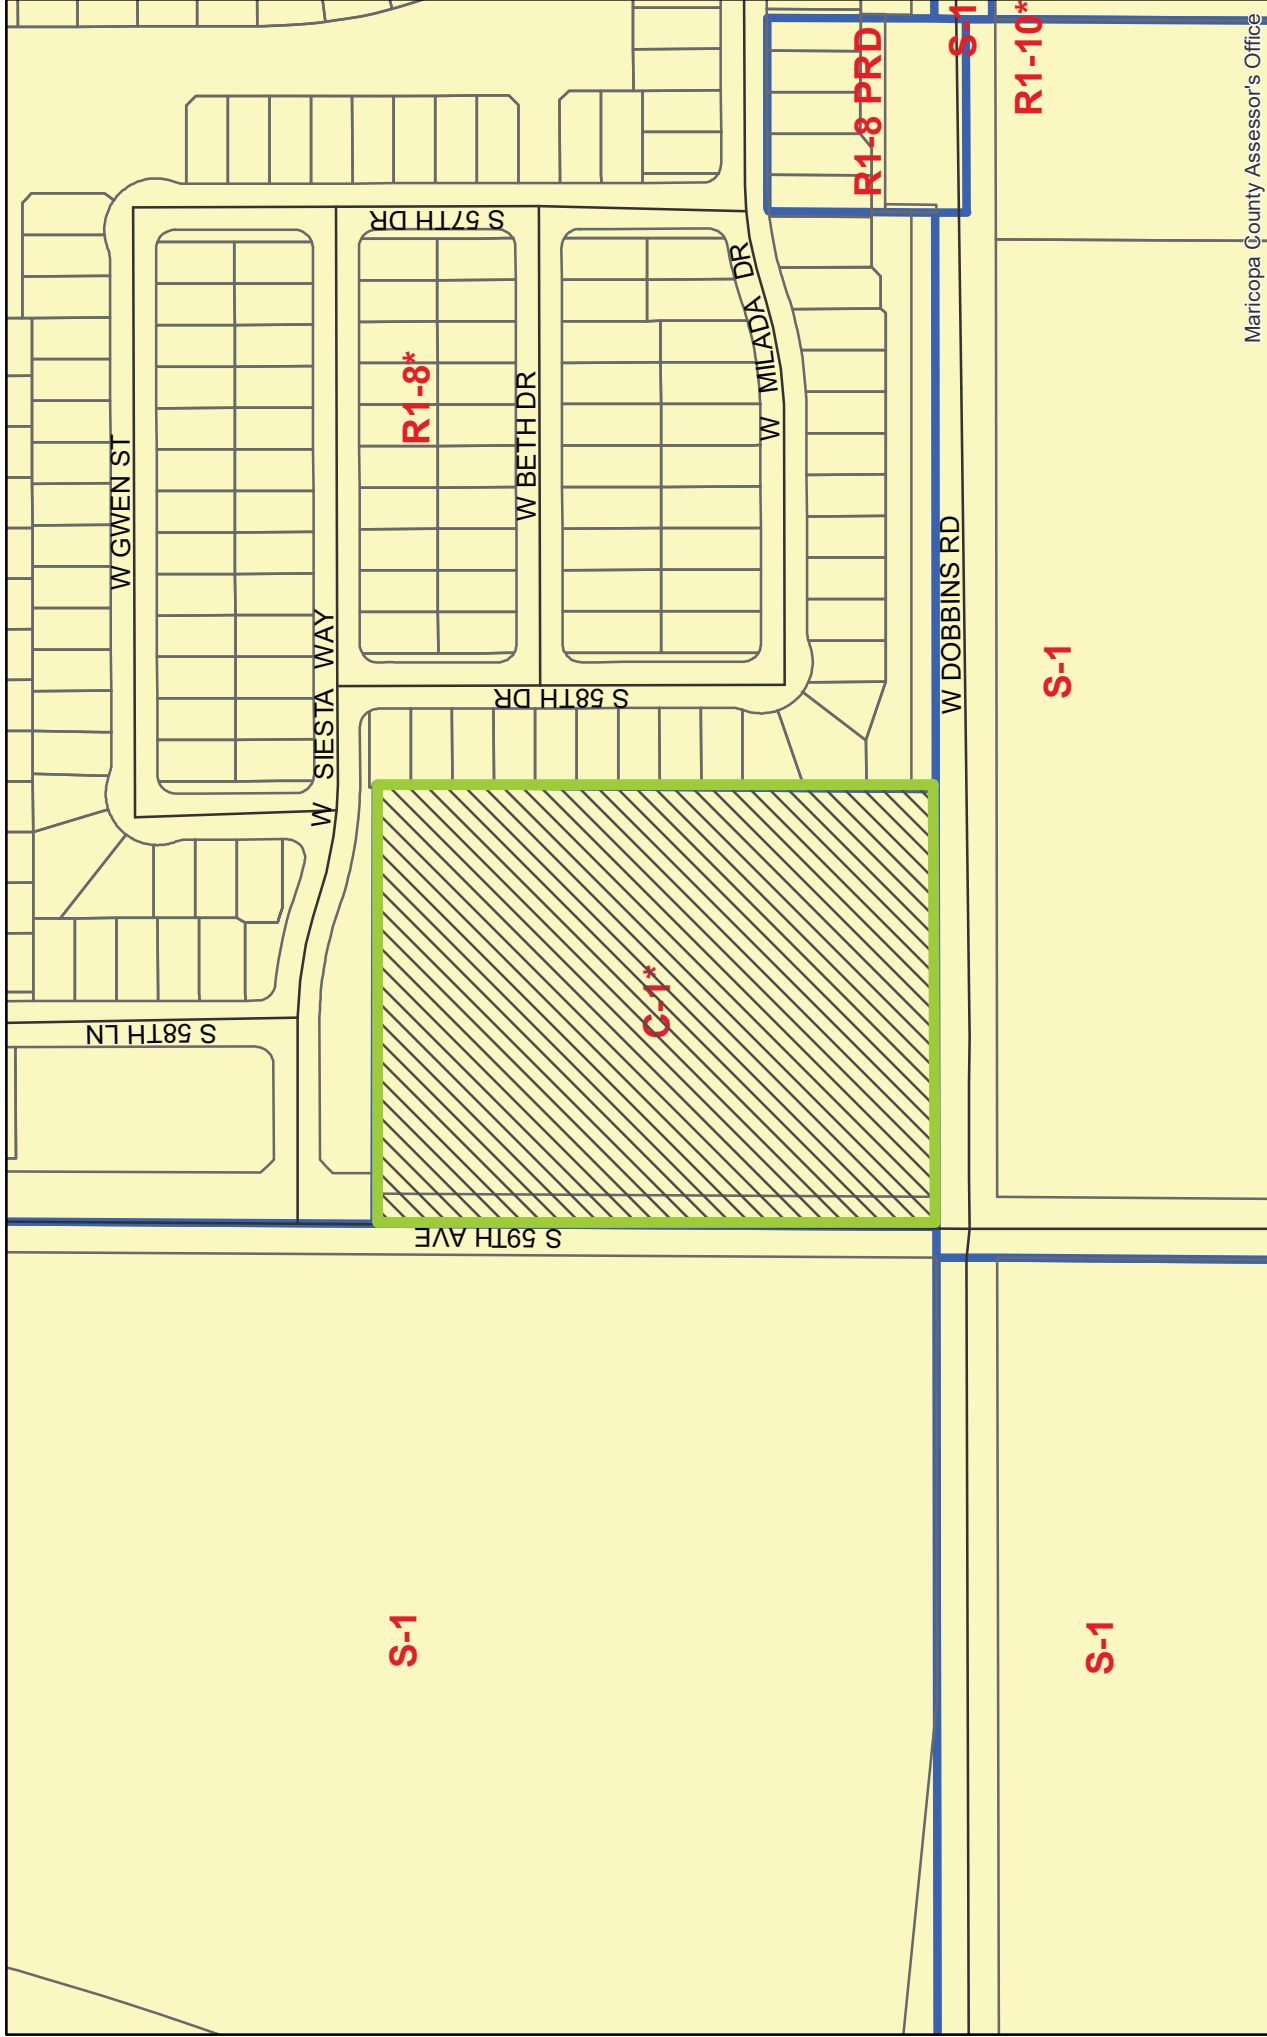 W GWEN ST
W SIESTA WAY
S 57TH DR
R1-8*
W BETH DR
W MILADA DR
S 58TH DR
S 58TH LN
R1-8 PRD
S-1
R1-10*
W DOBBINS RD
S-1
C-1*
S 59TH AVE
S-1
S-1
Maricopa County Assessor's Office